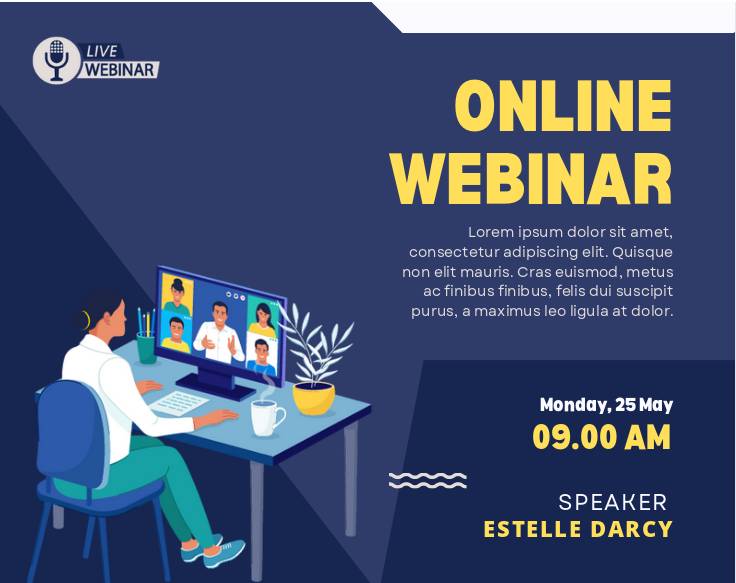 LIVE
WEBINAR
ONLINE
WEBINAR
Lorem ipsum dolor sit amet,
consectetur adipiscing elit. Quisque
non elit mauris. Cras euismod, metus
ac finibus finibus, felis dui suscipit
purus, a maximus leo ligula at dolor.
Monday, 25 May
09.00 AM
SPEAKER
ESTELLE DARCY